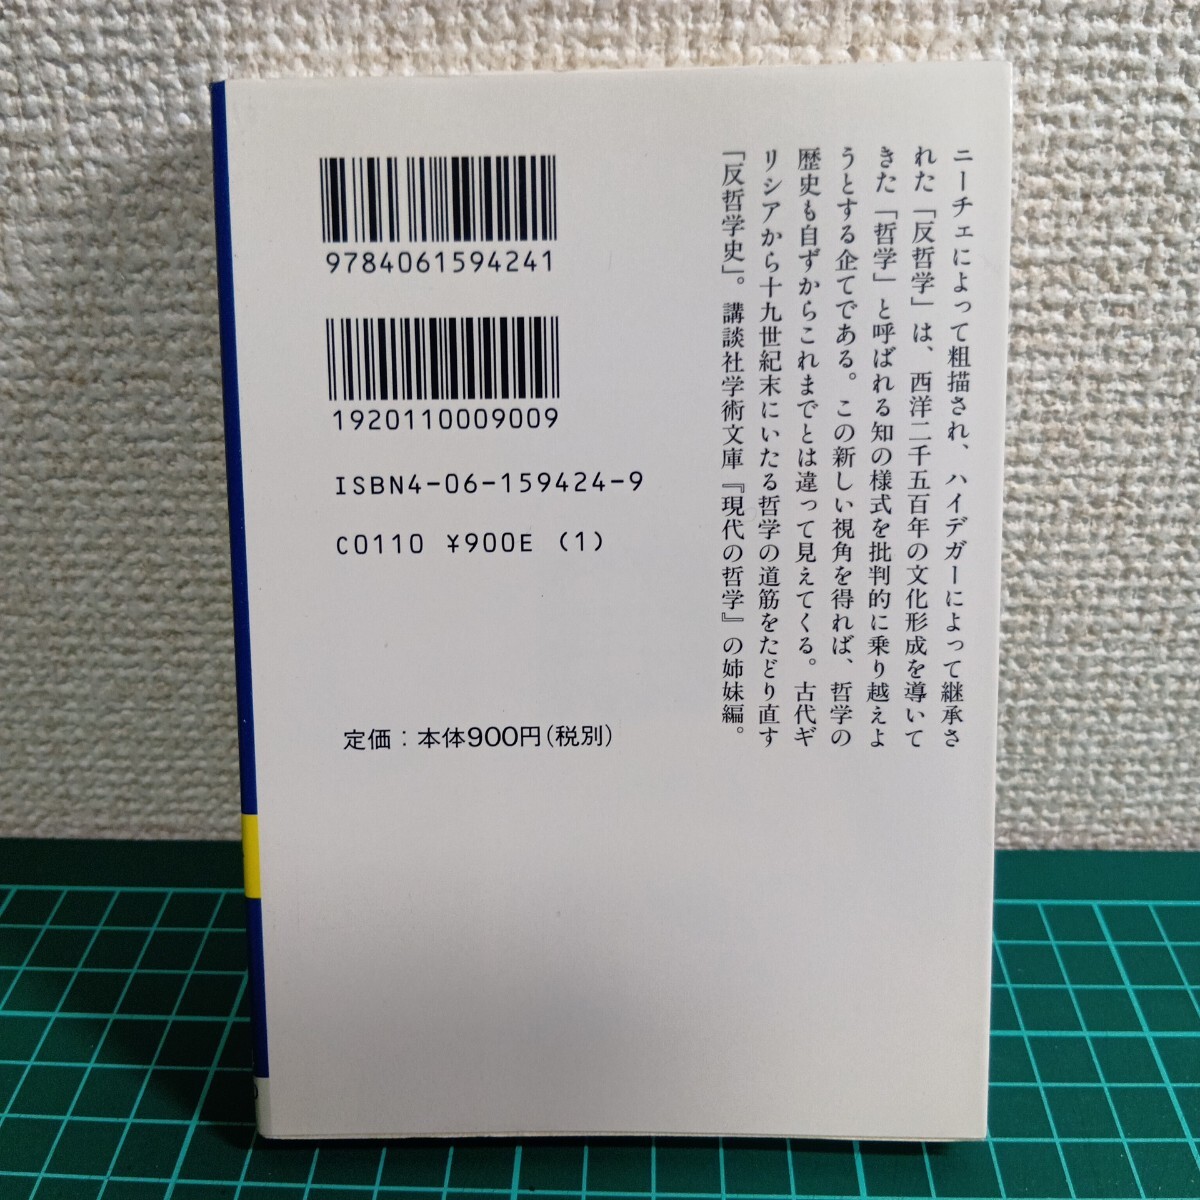 ニーチェによって粗描され、ハイデガーによって継承さ
れた「反哲学」は、西洋二千五百年の文化形成を導いて
きた「哲学」と呼ばれる知の様式を批判的に乗り越えよ
うとする企てである。この新しい視角を得れば、哲学の
歴史も自ずからこれまでとは違って見えてくる。古代ギ
リシアから十九世紀末にいたる哲学の道筋をたどり直す
「反哲学史」。講談社学術文庫『現代の哲学』の姉妹編。
9784061594241
1920110009009
ISBN4-06-159424-9
C0110 ¥900E (1)
定価：本体900円(税別)